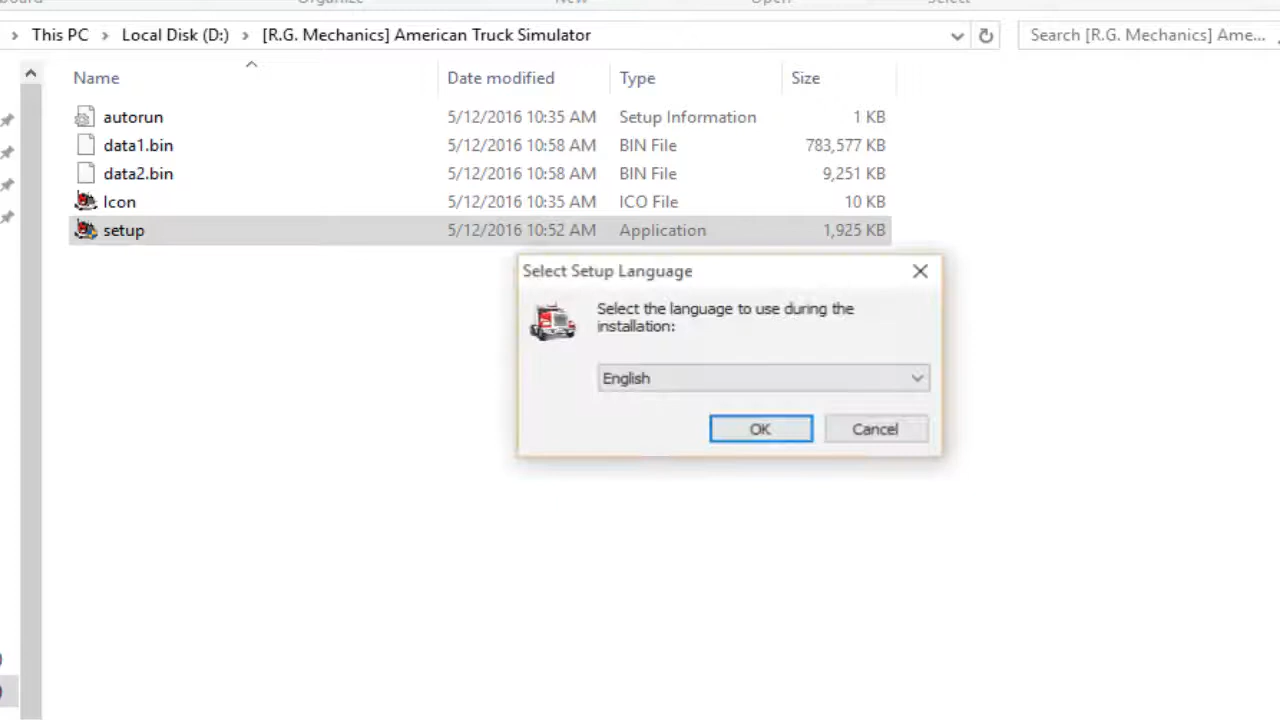 This PC > Local Disk (D:) > [R.G. Mechanics] American Truck Simulator
Search [R.G. Mechanics] Ame...
Name Date modified Type Size
autorun 5/12/2016 10:35 AM Setup Information 1 KB
data1.bin 5/12/2016 10:58 AM BIN File 783,577 KB
data2.bin 5/12/2016 10:58 AM BIN File 9,251 KB
Icon 5/12/2016 10:35 AM ICO File 10 KB
setup 5/12/2016 10:52 AM Application 1,925 KB
Select Setup Language
Select the language to use during the
installation:
English
OK Cancel